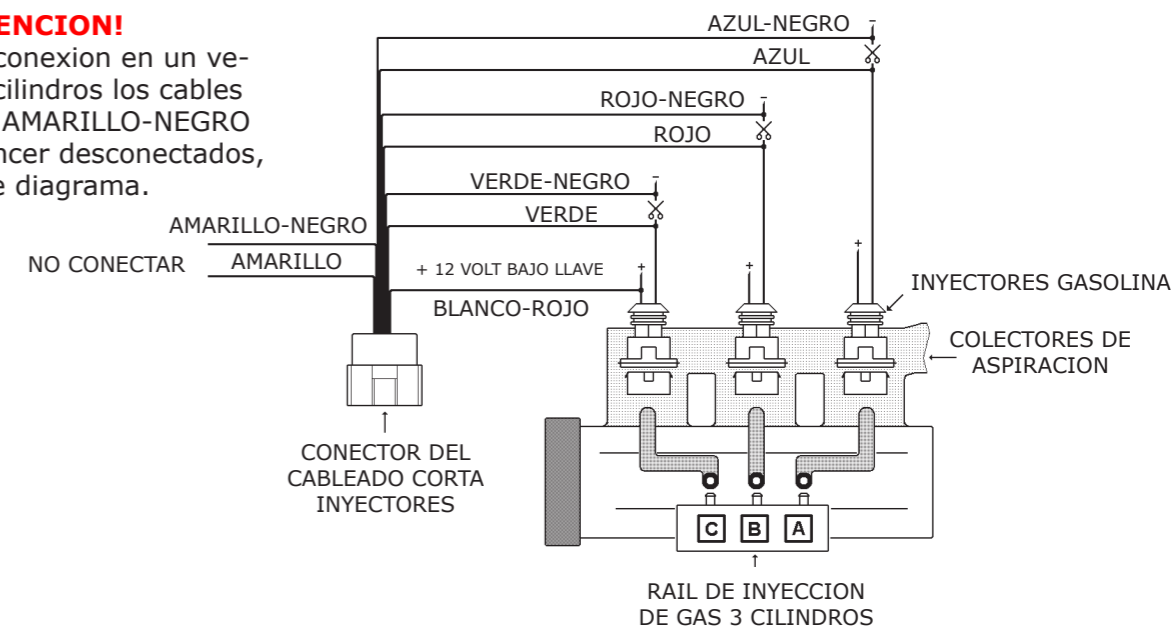 ENCION!
conexion en un ve-
cilindros los cables
AMARILLO-NEGRO
ncer desconectados,
e diagrama.
AZUL-NEGRO -
AZUL
ROJO-NEGRO -
ROJO
VERDE-NEGRO -
VERDE
AMARILLO-NEGRO
NO CONECTAR AMARILLO
+ 12 VOLT BAJO LLAVE + + +
BLANCO-ROJO
INYECTORES GASOLINA
COLECTORES DE
ASPIRACION
CONECTOR DEL
CABLEADO CORTA
INYECTORES
C B A
RAIL DE INYECCION
DE GAS 3 CILINDROS